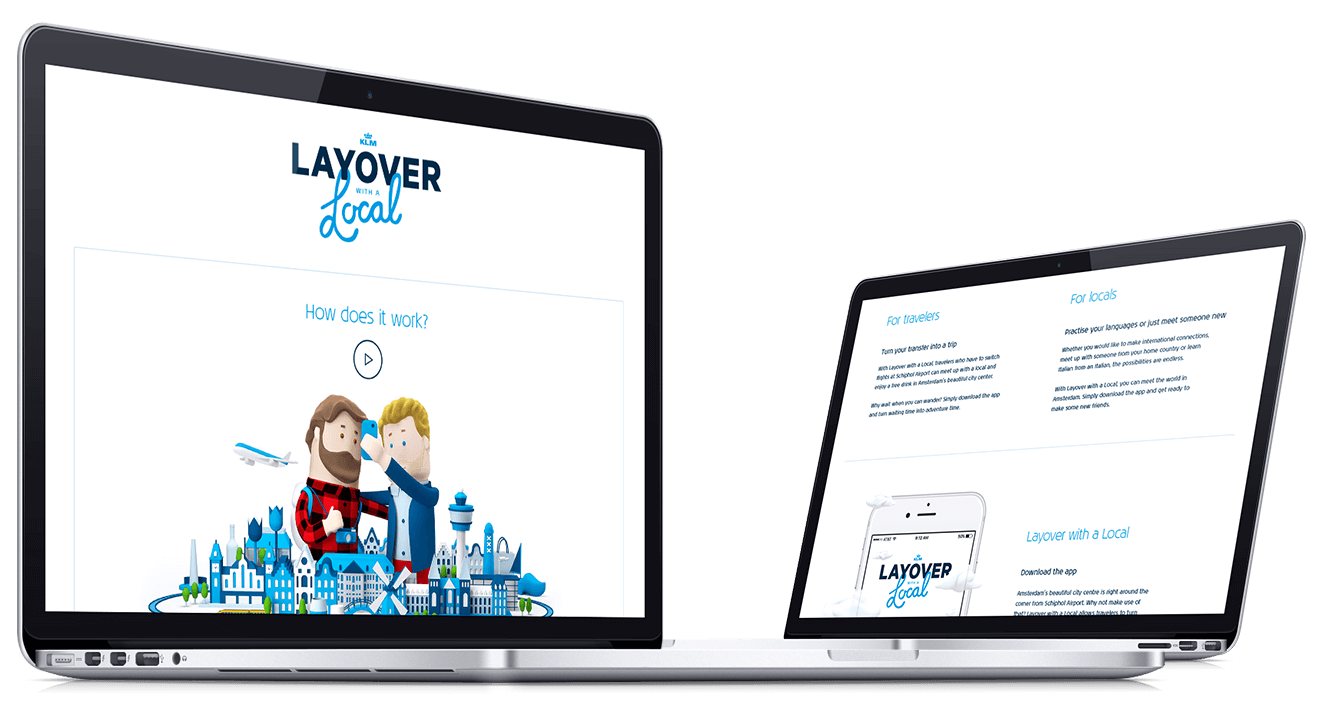 KLM
LAYOVER
WITH A
Local
How does it work?
XXX
For travelers
Turn your transfer into a trip
With Layover with a Local, travelers who have to switch
flights at Schiphol Airport can meet up with a local and
enjoy a free drink in Amsterdam's beautiful city center.
Why wait when you can wander? Simply download the app
and turn waiting time into adventure time.
For locals
Practise your languages or just meet someone new
Whether you would like to make international connections,
meet up with someone from your home country or learn
Italian from an Italian, the possibilities are endless.
With Layover with a Local, you can meet the world in
Amsterdam. Simply download the app and get ready to
make some new friends.
KLM
LAYOVER
WITH A
Local
Layover with a Local
Download the app
Amsterdam's beautiful city centre is right around the
corner from Schiphol Airport. Why not make use of
that? Layover with a Local allows travelers to turn